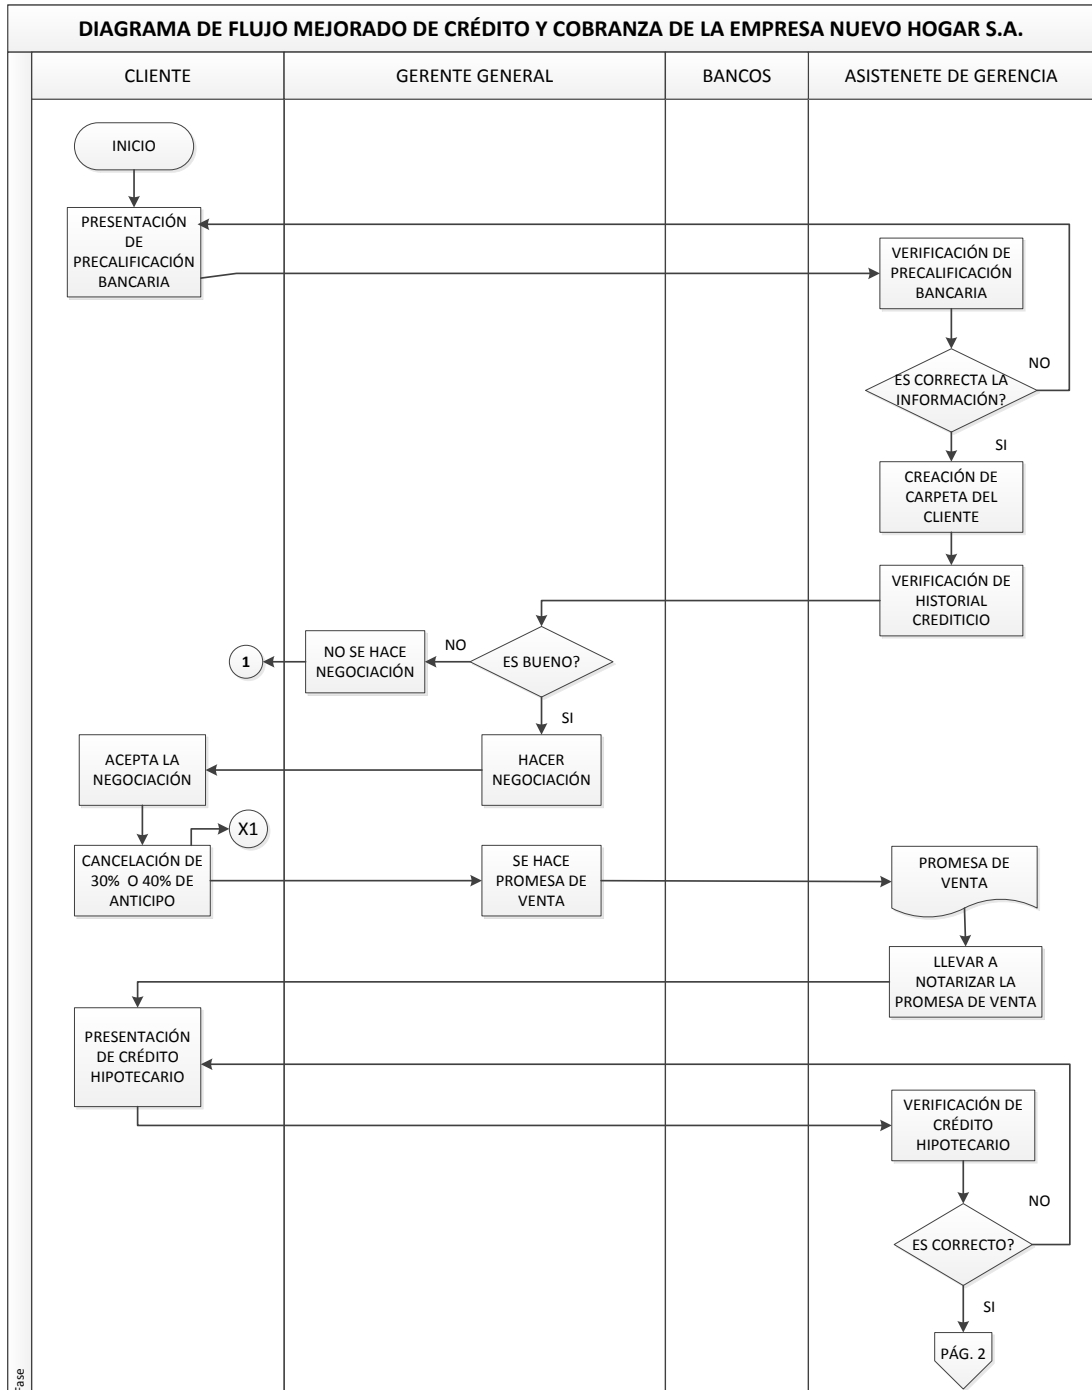 DIAGRAMA DE FLUJO MEJORADO DE CRÉDITO Y COBRANZA DE LA EMPRESA NUEVO HOGAR S.A.
CLIENTE
GERENTE GENERAL
BANCOS
ASISTENETE DE GERENCIA
INICIO
PRESENTACIÓN
DE
PRECALIFICACIÓN
BANCARIA
VERIFICACIÓN DE
PRECALIFICACIÓN
BANCARIA
ES CORRECTA LA
INFORMACIÓN?
NO
SI
CREACIÓN DE
CARPETA DEL
CLIENTE
VERIFICACIÓN DE
HISTORIAL
CREDITICIO
ES BUENO?
NO
NO SE HACE
NEGOCIACIÓN
1
SI
HACER
NEGOCIACIÓN
ACEPTA LA
NEGOCIACIÓN
X1
CANCELACIÓN DE
30% O 40% DE
ANTICIPO
SE HACE
PROMESA DE
VENTA
PROMESA DE
VENTA
LLEVAR A
NOTARIZAR LA
PROMESA DE VENTA
PRESENTACIÓN
DE CRÉDITO
HIPOTECARIO
VERIFICACIÓN DE
CRÉDITO
HIPOTECARIO
NO
ES CORRECTO?
SI
PÁG. 2
Fase